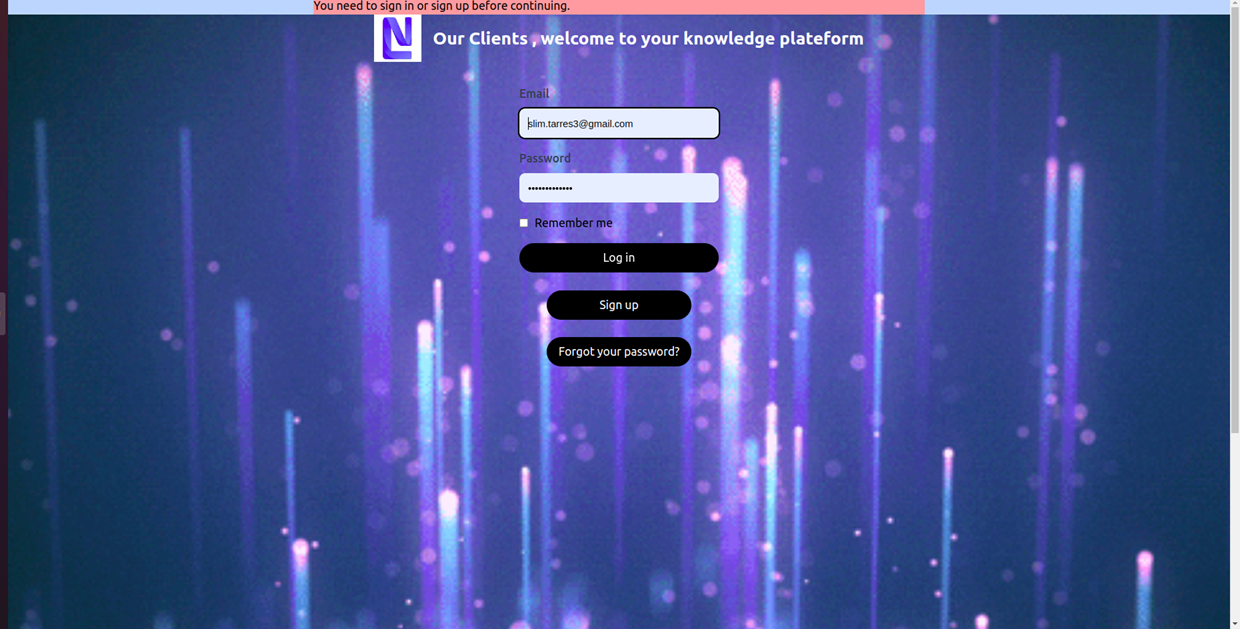 You need to sign in or sign up before continuing.
Our Clients , welcome to your knowledge plateform
Email
slim.tarres3@gmail.com
Password
•••••••••••••
Remember me
Log in
Sign up
Forgot your password?